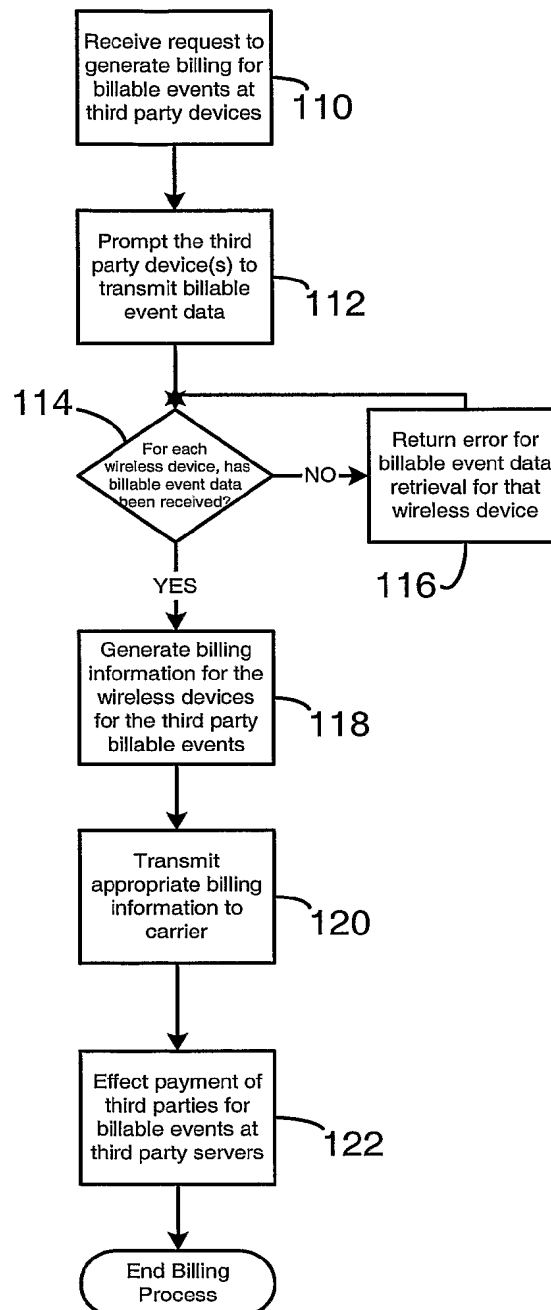 Receive request to
generate billing for
billable events at
third party devices
110
Prompt the third
party device(s) to
transmit billable
event data
112
114
For each
wireless device, has
billable event data
been received?
NO
Return error for
billable event data
retrieval for that
wireless device
116
YES
Generate billing
information for the
wireless devices
for the third party
billable events
118
Transmit
appropriate billing
information to
carrier
120
Effect payment of
third parties for
billable events at
third party servers
122
End Billing
Process